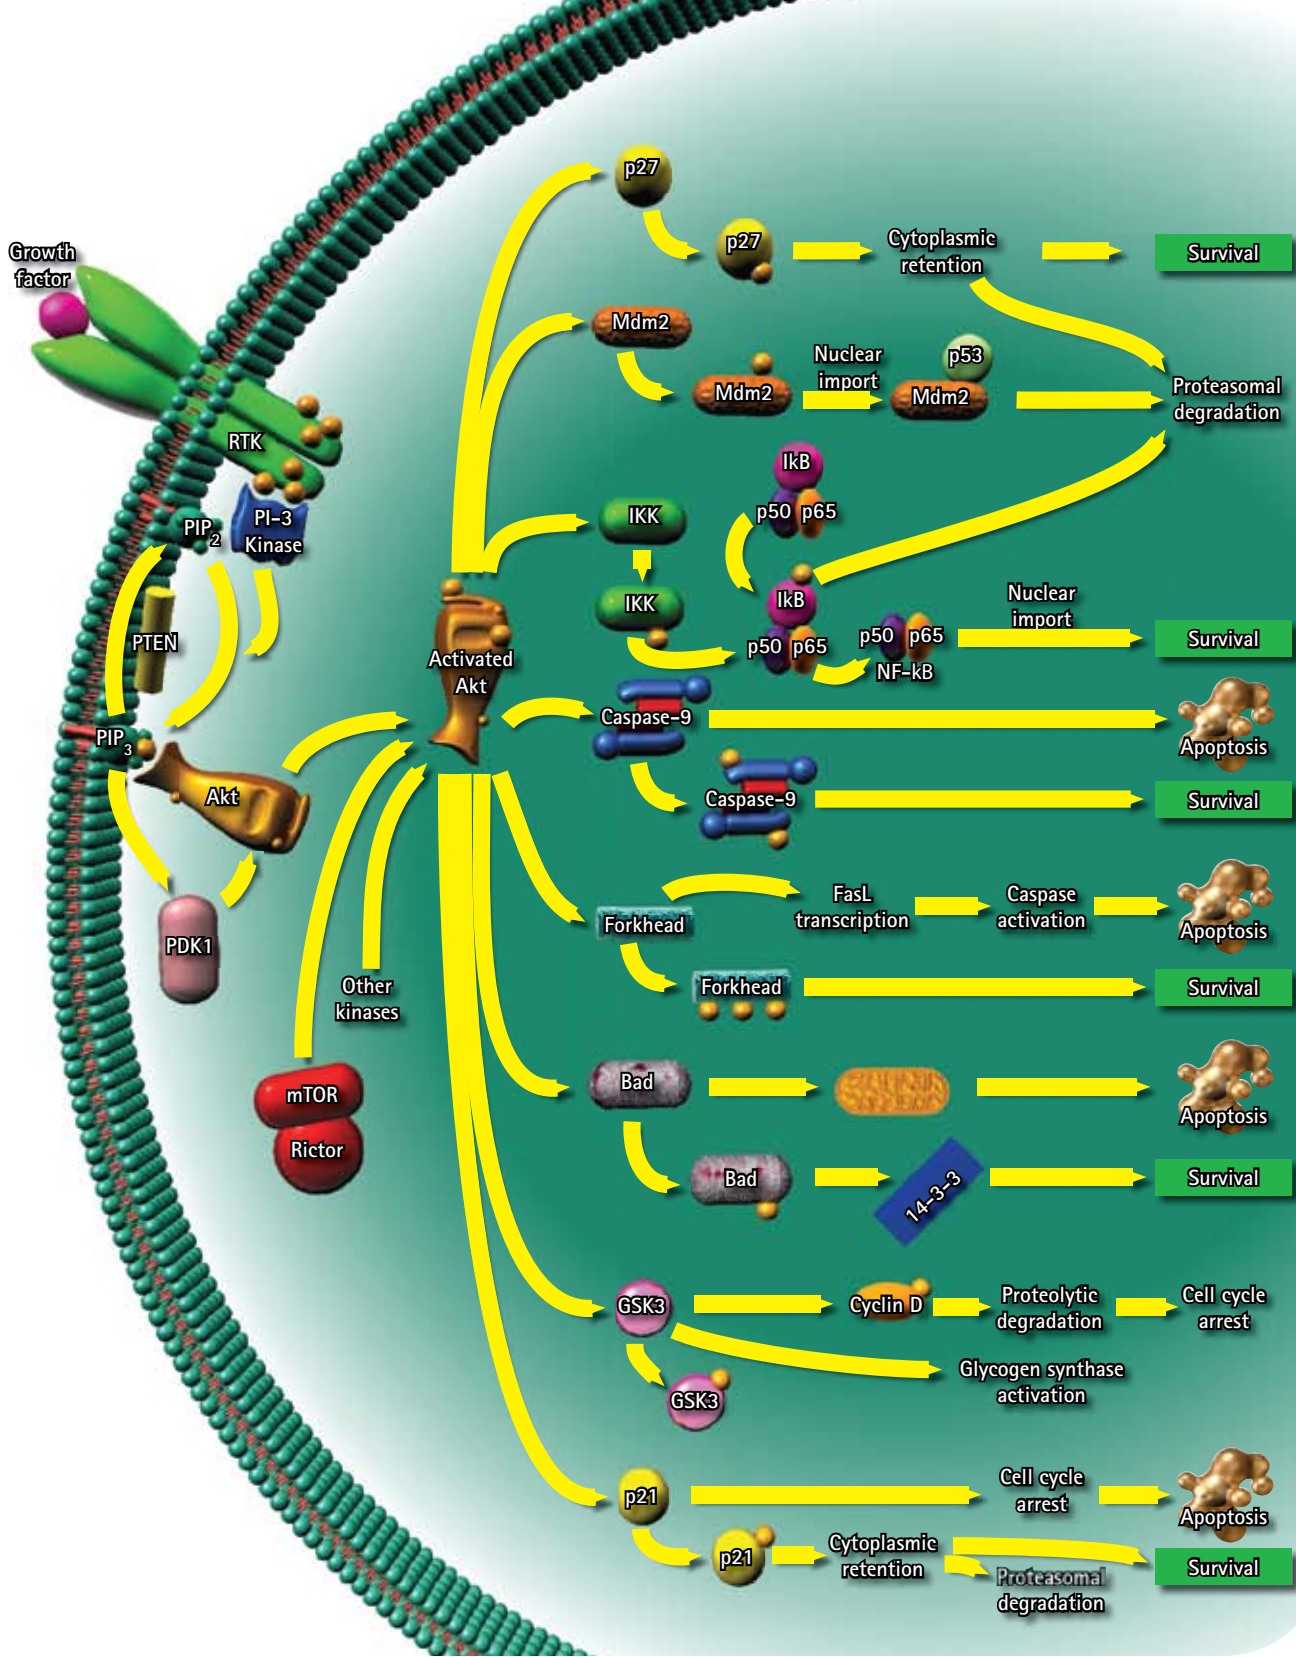 p27
p27
Cytoplasmic
retention
Survival
Growth
factor
Mdm2
Mdm2
Nuclear
import
p53
Mdm2
Proteasomal
degradation
RTK
PIP2
PI-3
Kinase
IkB
p50 p65
IKK
IKK
IkB
p50 p65
p50 p65
NF-kB
Nuclear
import
Survival
PTEN
Activated
Akt
PIP3
Akt
Caspase-9
Apoptosis
Caspase-9
Survival
PDK1
Other
kinases
Forkhead
FasL
transcription
Caspase
activation
Apoptosis
Forkhead
Survival
mTOR
Rictor
Bad
Apoptosis
Bad
14-3-3
Survival
GSK3
Cyclin D
Proteolytic
degradation
Cell cycle
arrest
Glycogen synthase
activation
GSK3
p21
Cell cycle
arrest
Apoptosis
p21
Cytoplasmic
retention
Proteasomal
degradation
Survival